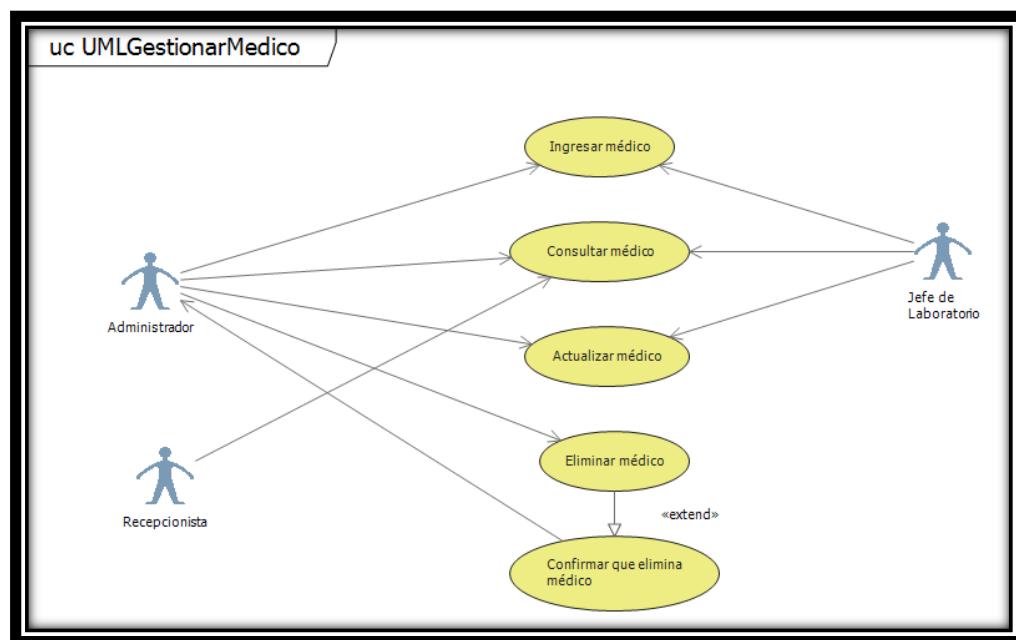 uc UMLGestionarMedico
Ingresar médico
Consultar médico
Jefe de
Laboratorio
Administrador
Actualizar médico
Eliminar médico
Recepcionista
«extend»
Confirmar que elimina
médico